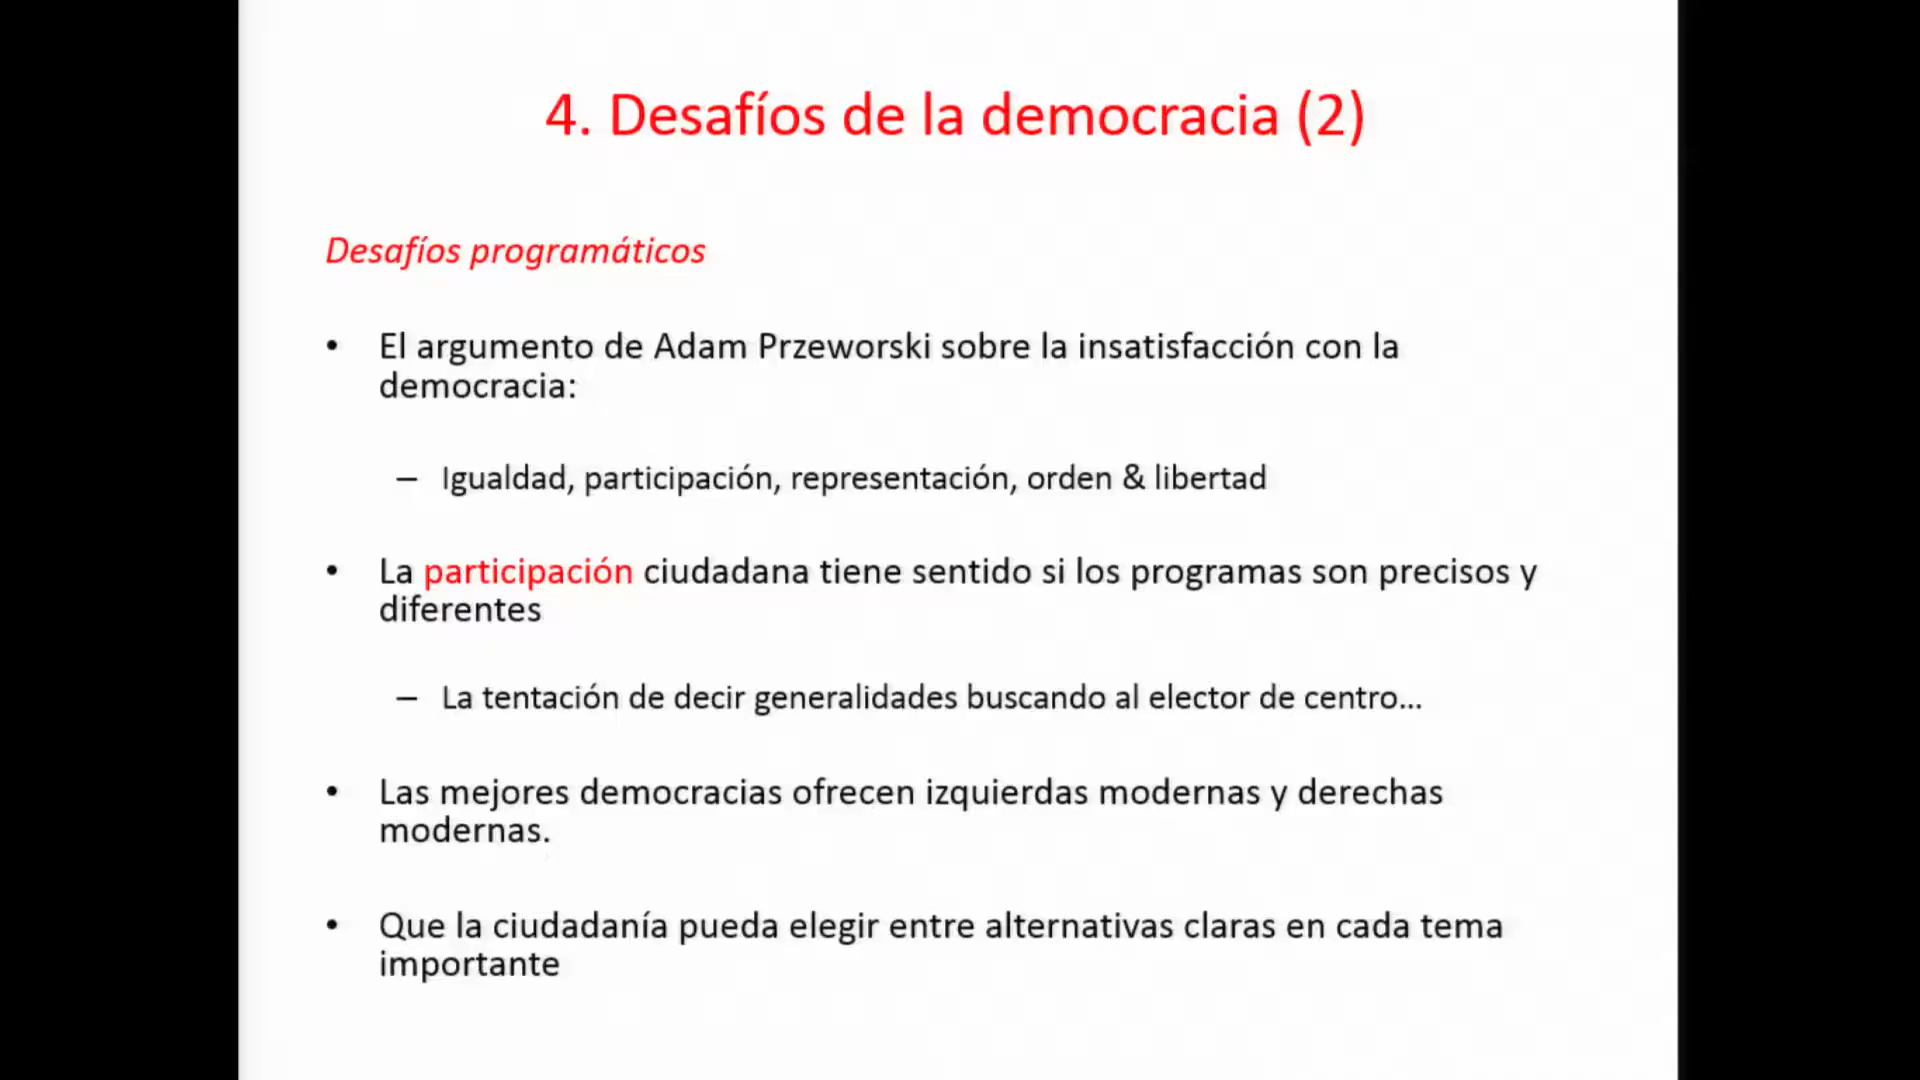 4. Desafíos de la democracia (2)
Desafíos programáticos
• El argumento de Adam Przeworski sobre la insatisfacción con la
democracia:
– Igualdad, participación, representación, orden & libertad
• La participación ciudadana tiene sentido si los programas son precisos y
diferentes
– La tentación de decir generalidades buscando al elector de centro...
• Las mejores democracias ofrecen izquierdas modernas y derechas
modernas.
• Que la ciudadanía pueda elegir entre alternativas claras en cada tema
importante